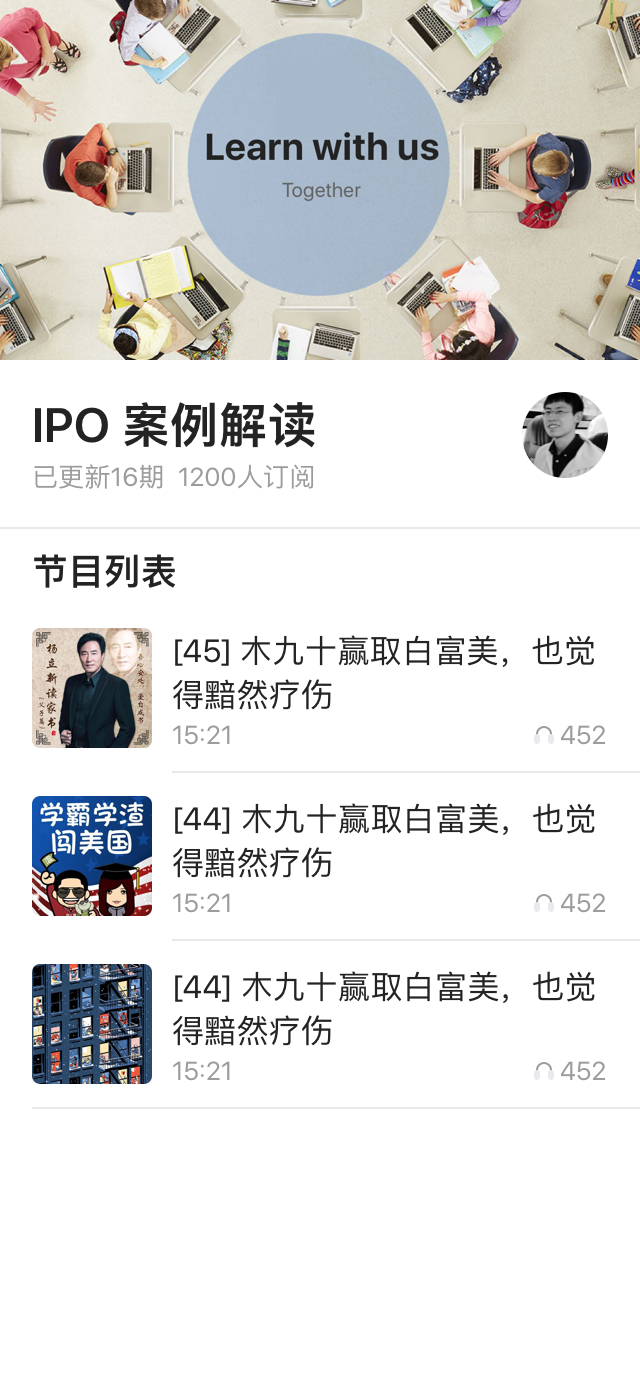 Learn with us
Together
IPO 案例解读
已更新16期 1200人订阅
节目列表
杨立新读家书
(父子篇)
[45] 木九十赢取白富美，也觉
得黯然疗伤
15:21
452
学霸学渣
闯美国
[44] 木九十赢取白富美，也觉
得黯然疗伤
15:21
452
[44] 木九十赢取白富美，也觉
得黯然疗伤
15:21
452